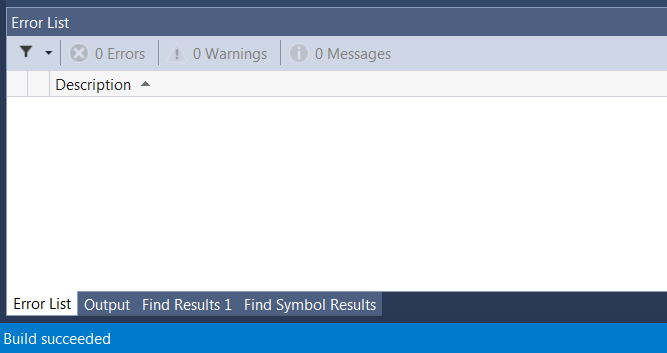 Error List
0 Errors 0 Warnings 0 Messages
Description
Error List Output Find Results 1 Find Symbol Results
Build succeeded